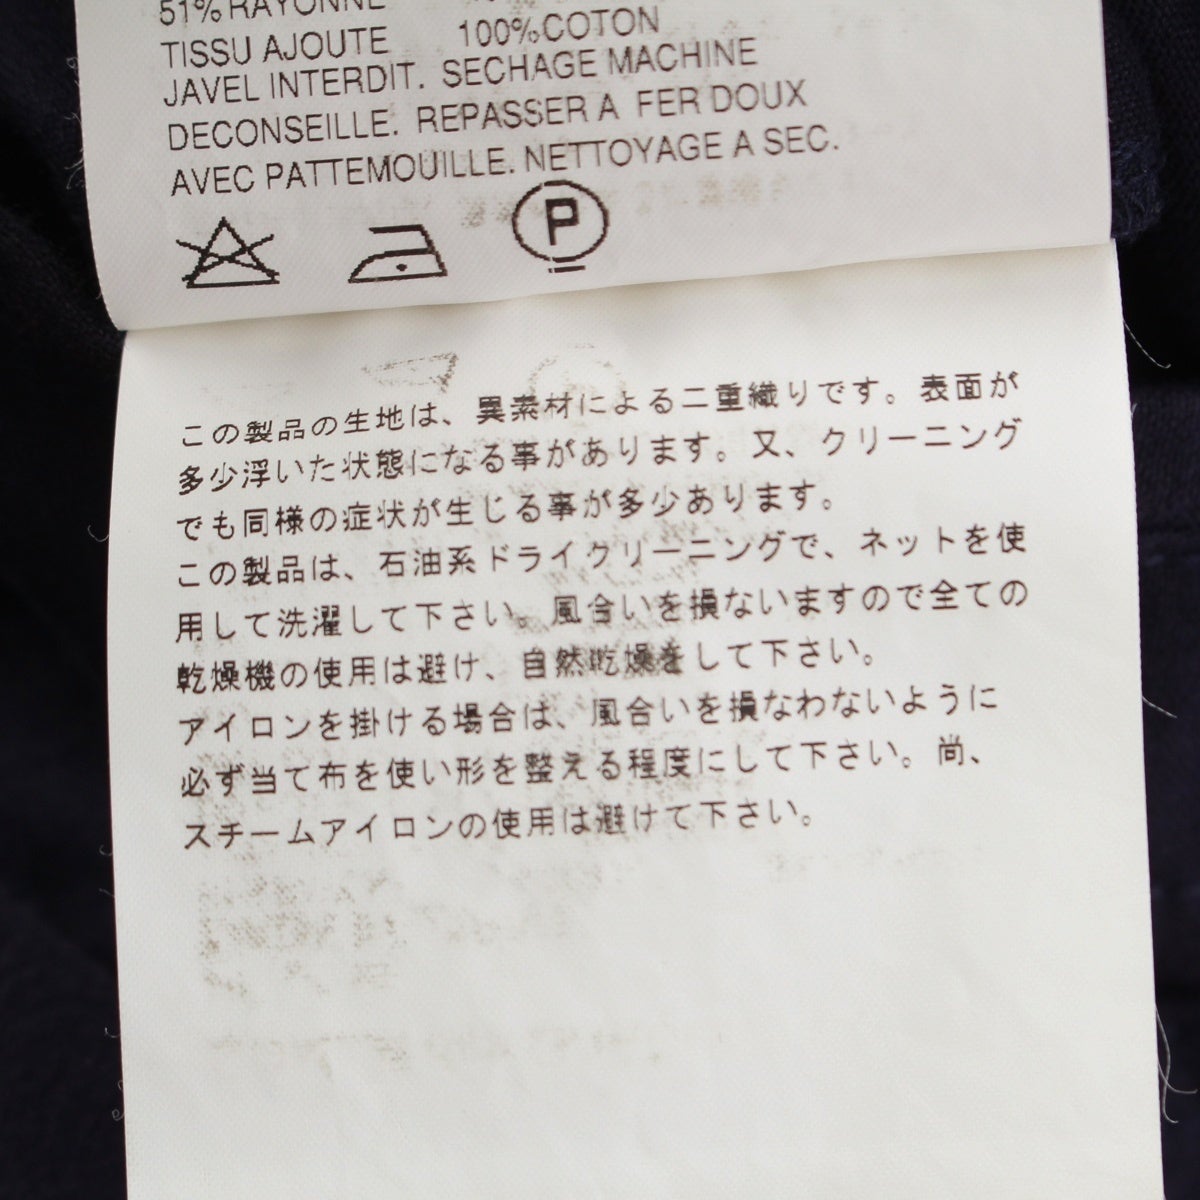 51% RAYONNE
TISSU AJOUTE 100%COTON
JAVEL INTERDIT. SECHAGE MACHINE
DECONSEILLE. REPASSER A FER DOUX
AVEC PATTEMOUILLE. NETTOYAGE A SEC.
P
この製品の生地は、異素材による二重織りです。表面が
多少浮いた状態になる事があります。又、クリーニング
でも同様の症状が生じる事が多少あります。
この製品は、石油系ドライクリーニングで、ネットを使
用して洗濯して下さい。風合いを損ないますので全ての
乾燥機の使用は避け、自然乾燥をして下さい。
アイロンを掛ける場合は、風合いを損なわないように
必ず当て布を使い形を整える程度にして下さい。尚、
スチームアイロンの使用は避けて下さい。